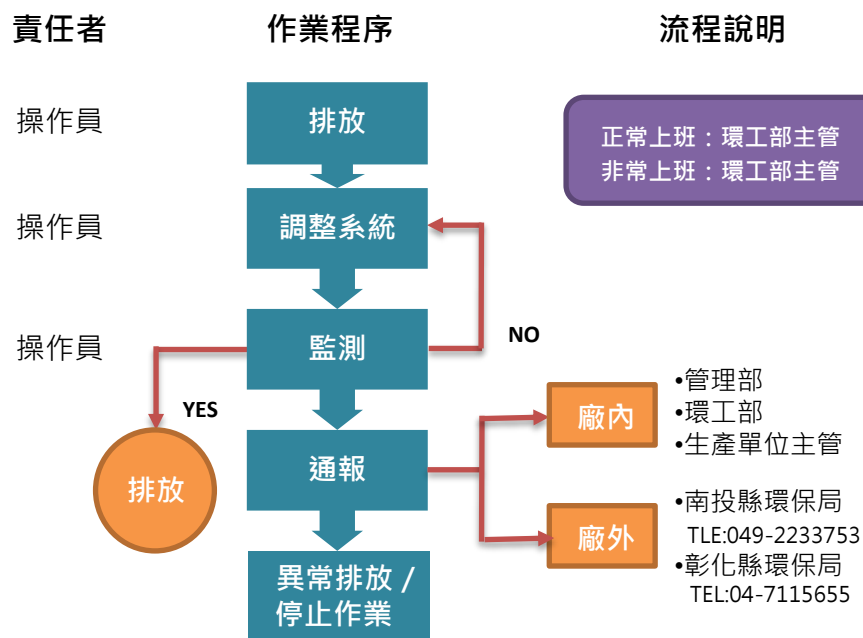 責任者
作業程序
流程說明
操作員
排放
正常上班：環工部主管
非常上班：環工部主管
操作員
調整系統
操作員
監測
NO
YES
排放
通報
廠內
•管理部
•環工部
•生產單位主管
廠外
•南投縣環保局
TLE:049-2233753
•彰化縣環保局
TEL:04-7115655
異常排放 /
停止作業